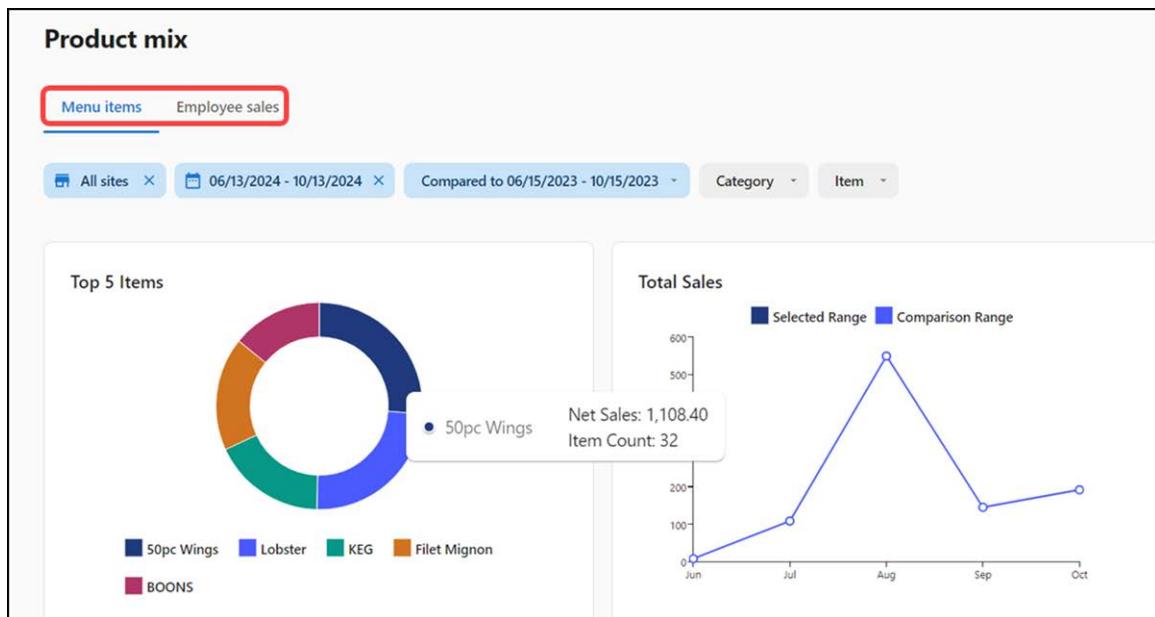 Product mix
Menu items Employee sales
All sites × 06/13/2024 - 10/13/2024 × Compared to 06/15/2023 - 10/15/2023 Category Item
Top 5 Items
50pc Wings
Net Sales: 1,108.40
Item Count: 32
50pc Wings Lobster KEG Filet Mignon
BOONS
Total Sales
Selected Range Comparison Range
600
500
200
100
0
Jun Jul Aug Sep Oct